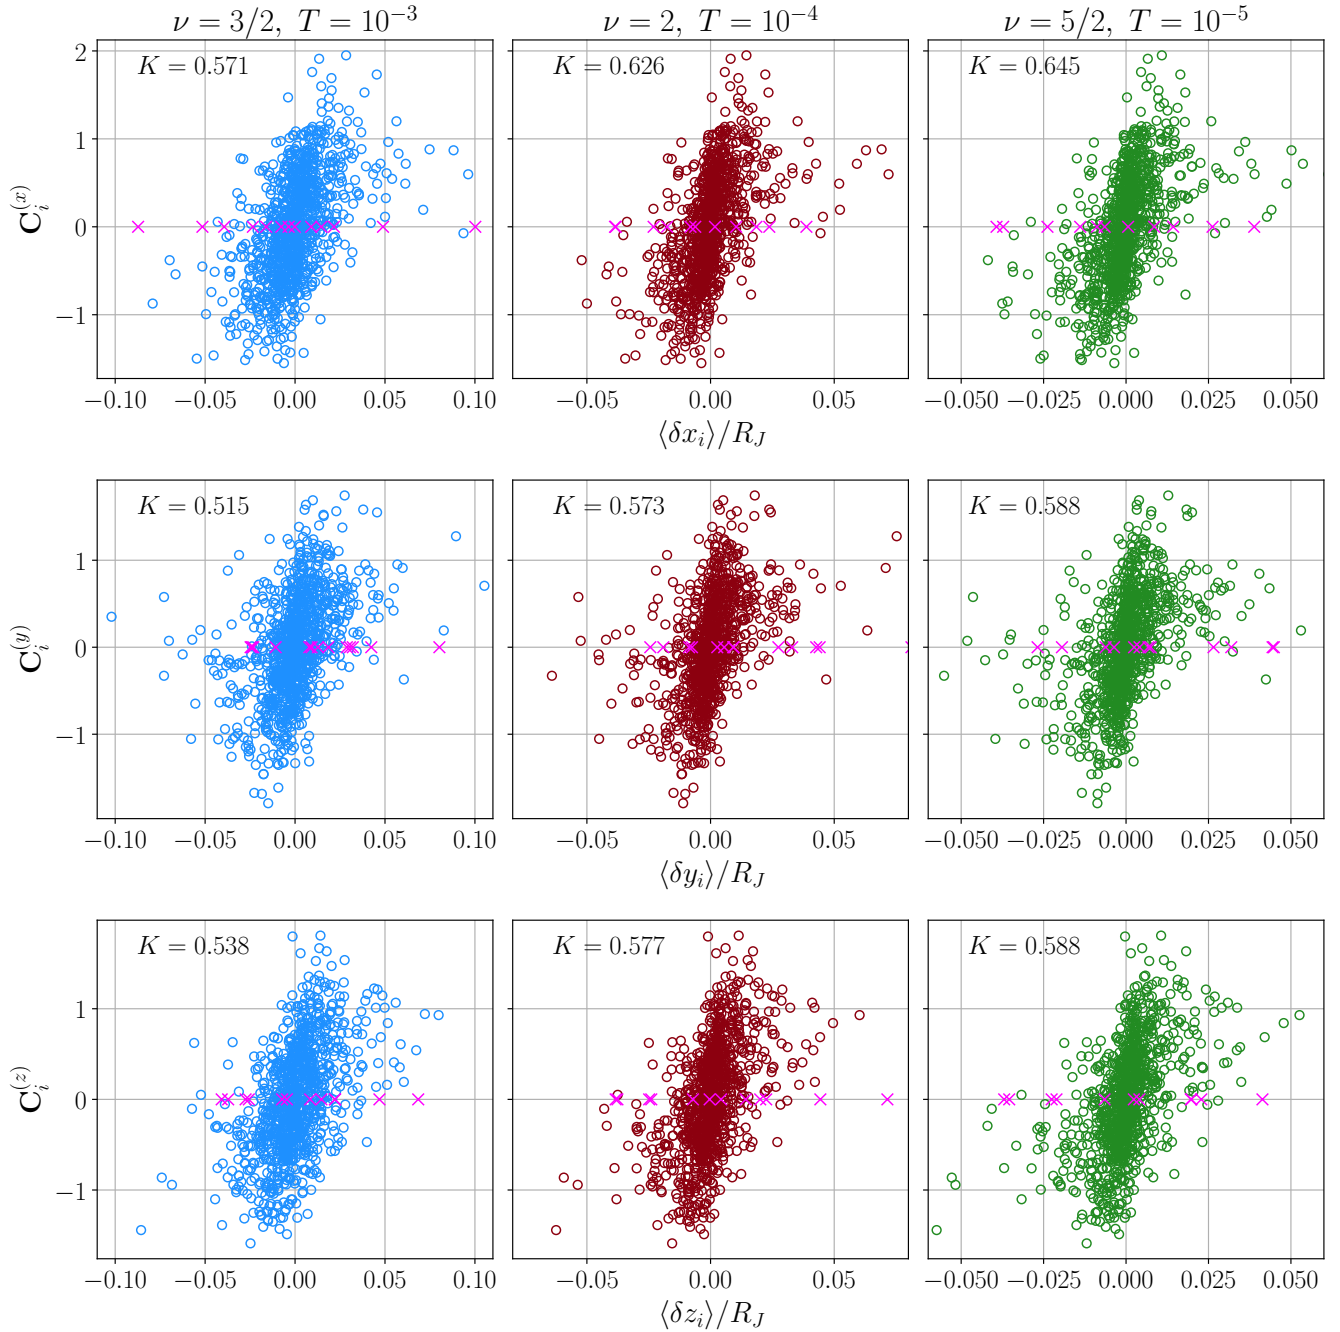 ν = 3/2, T = 10⁻³
ν = 2, T = 10⁻⁴
ν = 5/2, T = 10⁻⁵
K = 0.571
K = 0.626
K = 0.645
2
1
0
−1
C_i^(x)
−0.10 −0.05 0.00 0.05 0.10
−0.05 0.00 0.05
−0.050 −0.025 0.000 0.025 0.050
⟨δx_i⟩/R_J
K = 0.515
K = 0.573
K = 0.588
1
0
−1
C_i^(y)
−0.10 −0.05 0.00 0.05 0.10
−0.05 0.00 0.05
−0.050 −0.025 0.000 0.025 0.050
⟨δy_i⟩/R_J
K = 0.538
K = 0.577
K = 0.588
1
0
−1
C_i^(z)
−0.10 −0.05 0.00 0.05 0.10
−0.05 0.00 0.05
−0.050 −0.025 0.000 0.025 0.050
⟨δz_i⟩/R_J